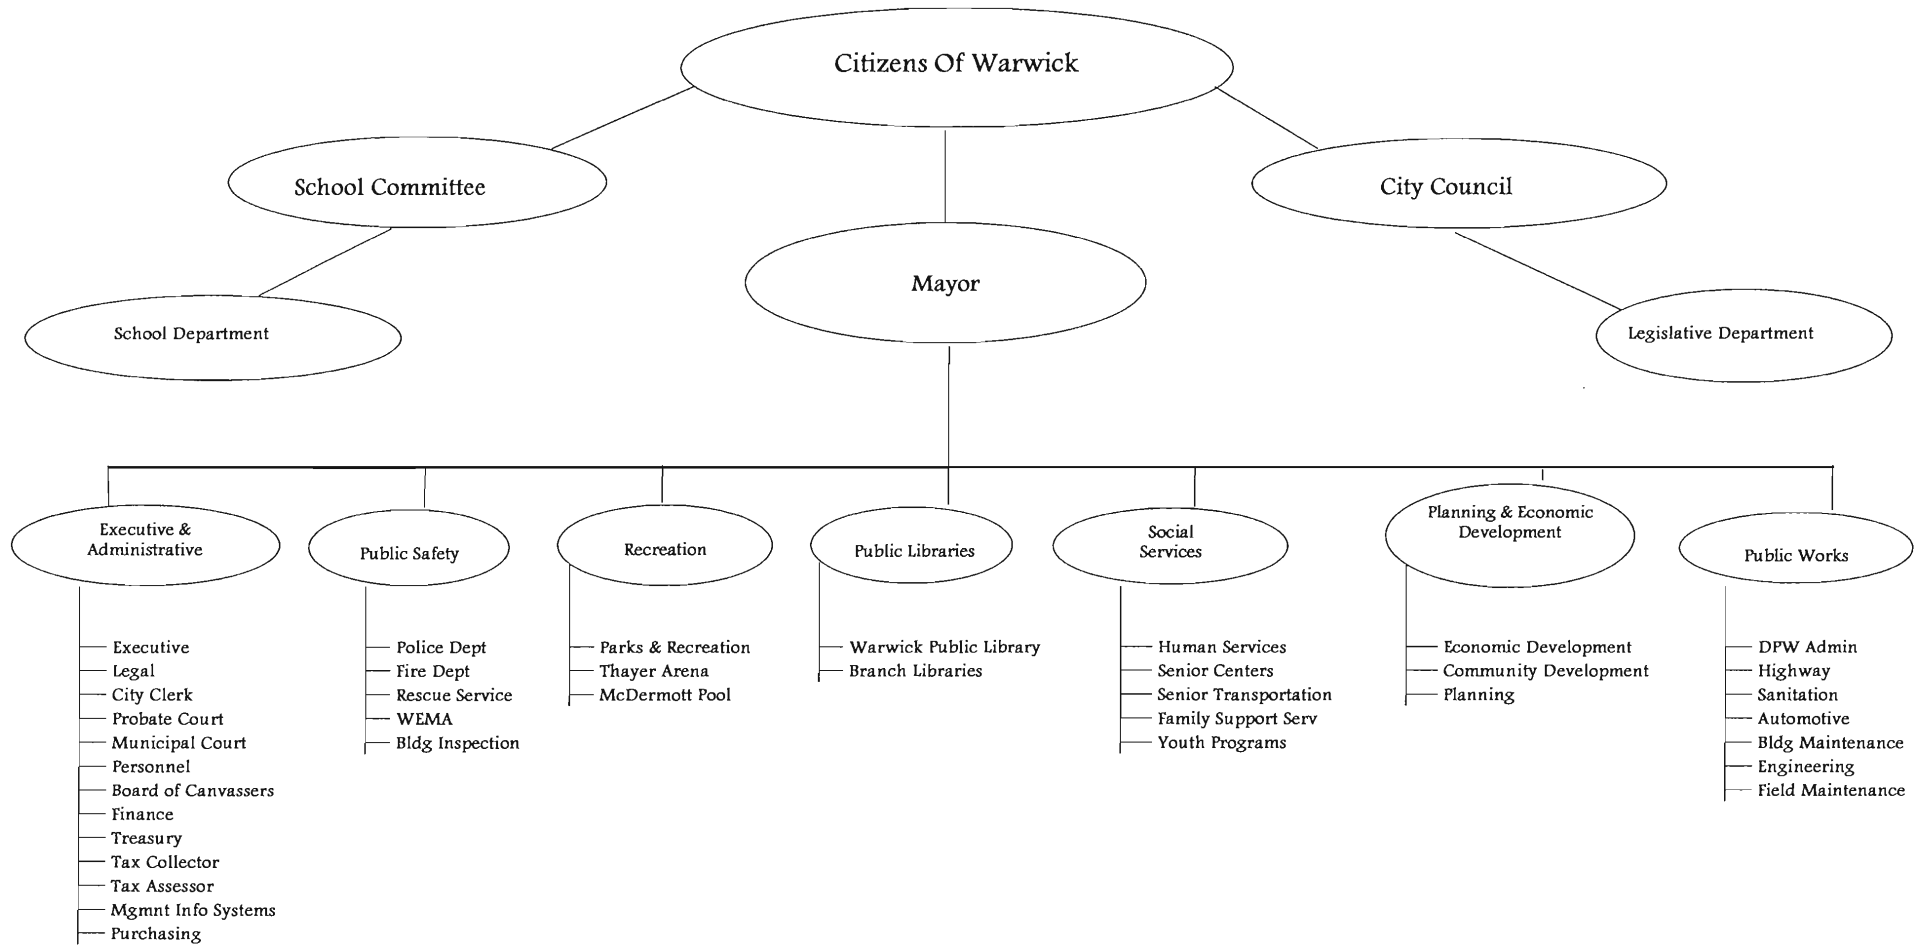 Citizens Of Warwick
School Committee
City Council
Mayor
School Department
Legislative Department
Executive &
Administrative
Public Safety
Recreation
Public Libraries
Social
Services
Planning & Economic
Development
Public Works
Executive
Legal
City Clerk
Probate Court
Municipal Court
Personnel
Board of Canvassers
Finance
Treasury
Tax Collector
Tax Assessor
Mgmnt Info Systems
Purchasing
Police Dept
Fire Dept
Rescue Service
WEMA
Bldg Inspection
Parks & Recreation
Thayer Arena
McDermott Pool
Warwick Public Library
Branch Libraries
Human Services
Senior Centers
Senior Transportation
Family Support Serv
Youth Programs
Economic Development
Community Development
Planning
DPW Admin
Highway
Sanitation
Automotive
Bldg Maintenance
Engineering
Field Maintenance